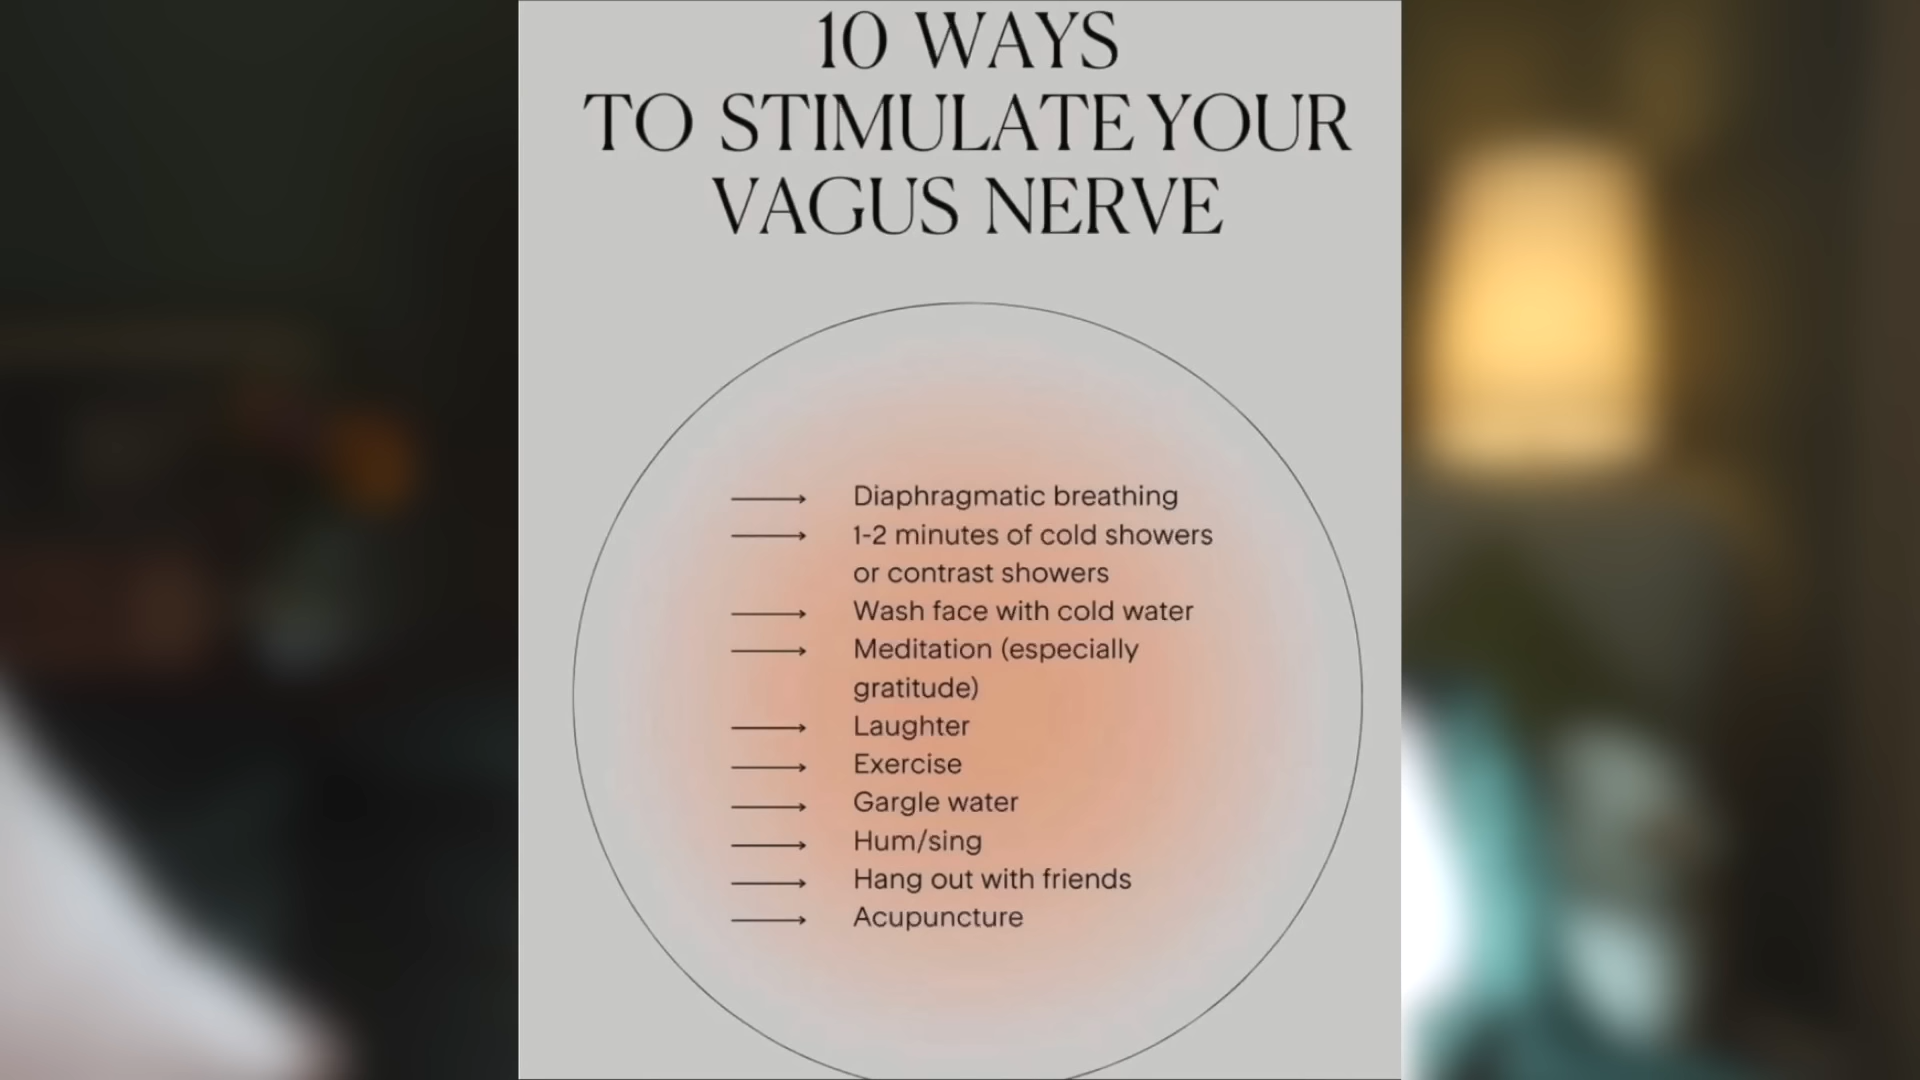 10 WAYS
TO STIMULATE YOUR
VAGUS NERVE
Diaphragmatic breathing
1-2 minutes of cold showers
or contrast showers
Wash face with cold water
Meditation (especially
gratitude)
Laughter
Exercise
Gargle water
Hum/sing
Hang out with friends
Acupuncture